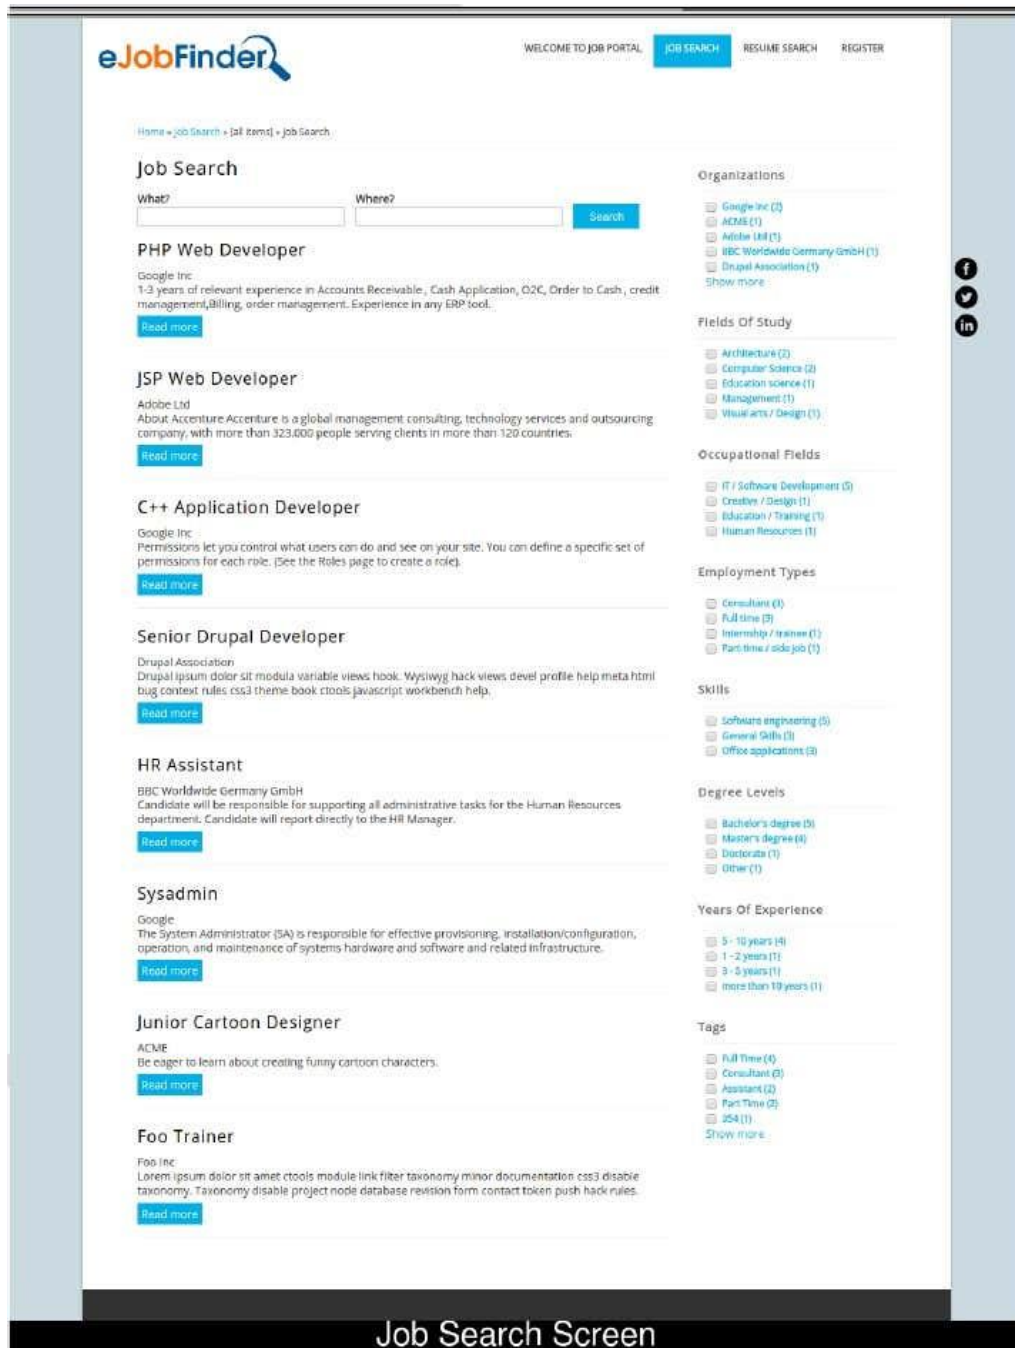 eJobFinder
WELCOME TO JOB PORTAL JOB SEARCH RESUME SEARCH REGISTER
Home » Job Search » [all items] » Job Search
Job Search
What? Where?
Search
PHP Web Developer
Google Inc
1-3 years of relevant experience in Accounts Receivable , Cash Application, O2C, Order to Cash , credit
management,Billing, order management. Experience in any ERP tool.
Read more
JSP Web Developer
Adobe Ltd
About Accenture Accenture is a global management consulting, technology services and outsourcing
company, with more than 323.000 people serving clients in more than 120 countries.
Read more
C++ Application Developer
Google Inc
Permissions let you control what users can do and see on your site. You can define a specific set of
permissions for each role. (See the Roles page to create a role).
Read more
Senior Drupal Developer
Drupal Association
Drupal ipsum dolor sit modula variable views hook. Wysiwyg hack views devel profile help meta html
bug context rules css3 theme book ctools javascript workbench help.
Read more
HR Assistant
BBC Worldwide Germany GmbH
Candidate will be responsible for supporting all administrative tasks for the Human Resources
department. Candidate will report directly to the HR Manager.
Read more
Sysadmin
Google
The System Administrator (SA) is responsible for effective provisioning, installation/configuration,
operation, and maintenance of systems hardware and software and related infrastructure.
Read more
Junior Cartoon Designer
ACME
Be eager to learn about creating funny cartoon characters.
Read more
Foo Trainer
Foo Inc
Lorem ipsum dolor sit amet ctools module link filter taxonomy minor documentation css3 disable
taxonomy. Taxonomy disable project node database revision form contact token push hack rules.
Read more
Organizations
Google Inc (2)
ACME (1)
Adobe Ltd (1)
BBC Worldwide Germany GmbH (1)
Drupal Association (1)
Show more
Fields Of Study
Architecture (2)
Computer Science (2)
Education science (1)
Management (1)
Visual arts / Design (1)
Occupational Fields
IT / Software Development (5)
Creative / Design (1)
Education / Training (1)
Human Resources (1)
Employment Types
Consultant (3)
Full time (3)
Internship / trainee (1)
Part-time / side job (1)
Skills
Software engineering (5)
General Skills (3)
Office applications (3)
Degree Levels
Bachelor's degree (5)
Master's degree (4)
Doctorate (1)
Other (1)
Years Of Experience
5 - 10 years (4)
1 - 2 years (1)
3 - 5 years (1)
more than 10 years (1)
Tags
Full Time (4)
Consultant (3)
Assistant (2)
Part Time (2)
354 (1)
Show more
f
in
Job Search Screen